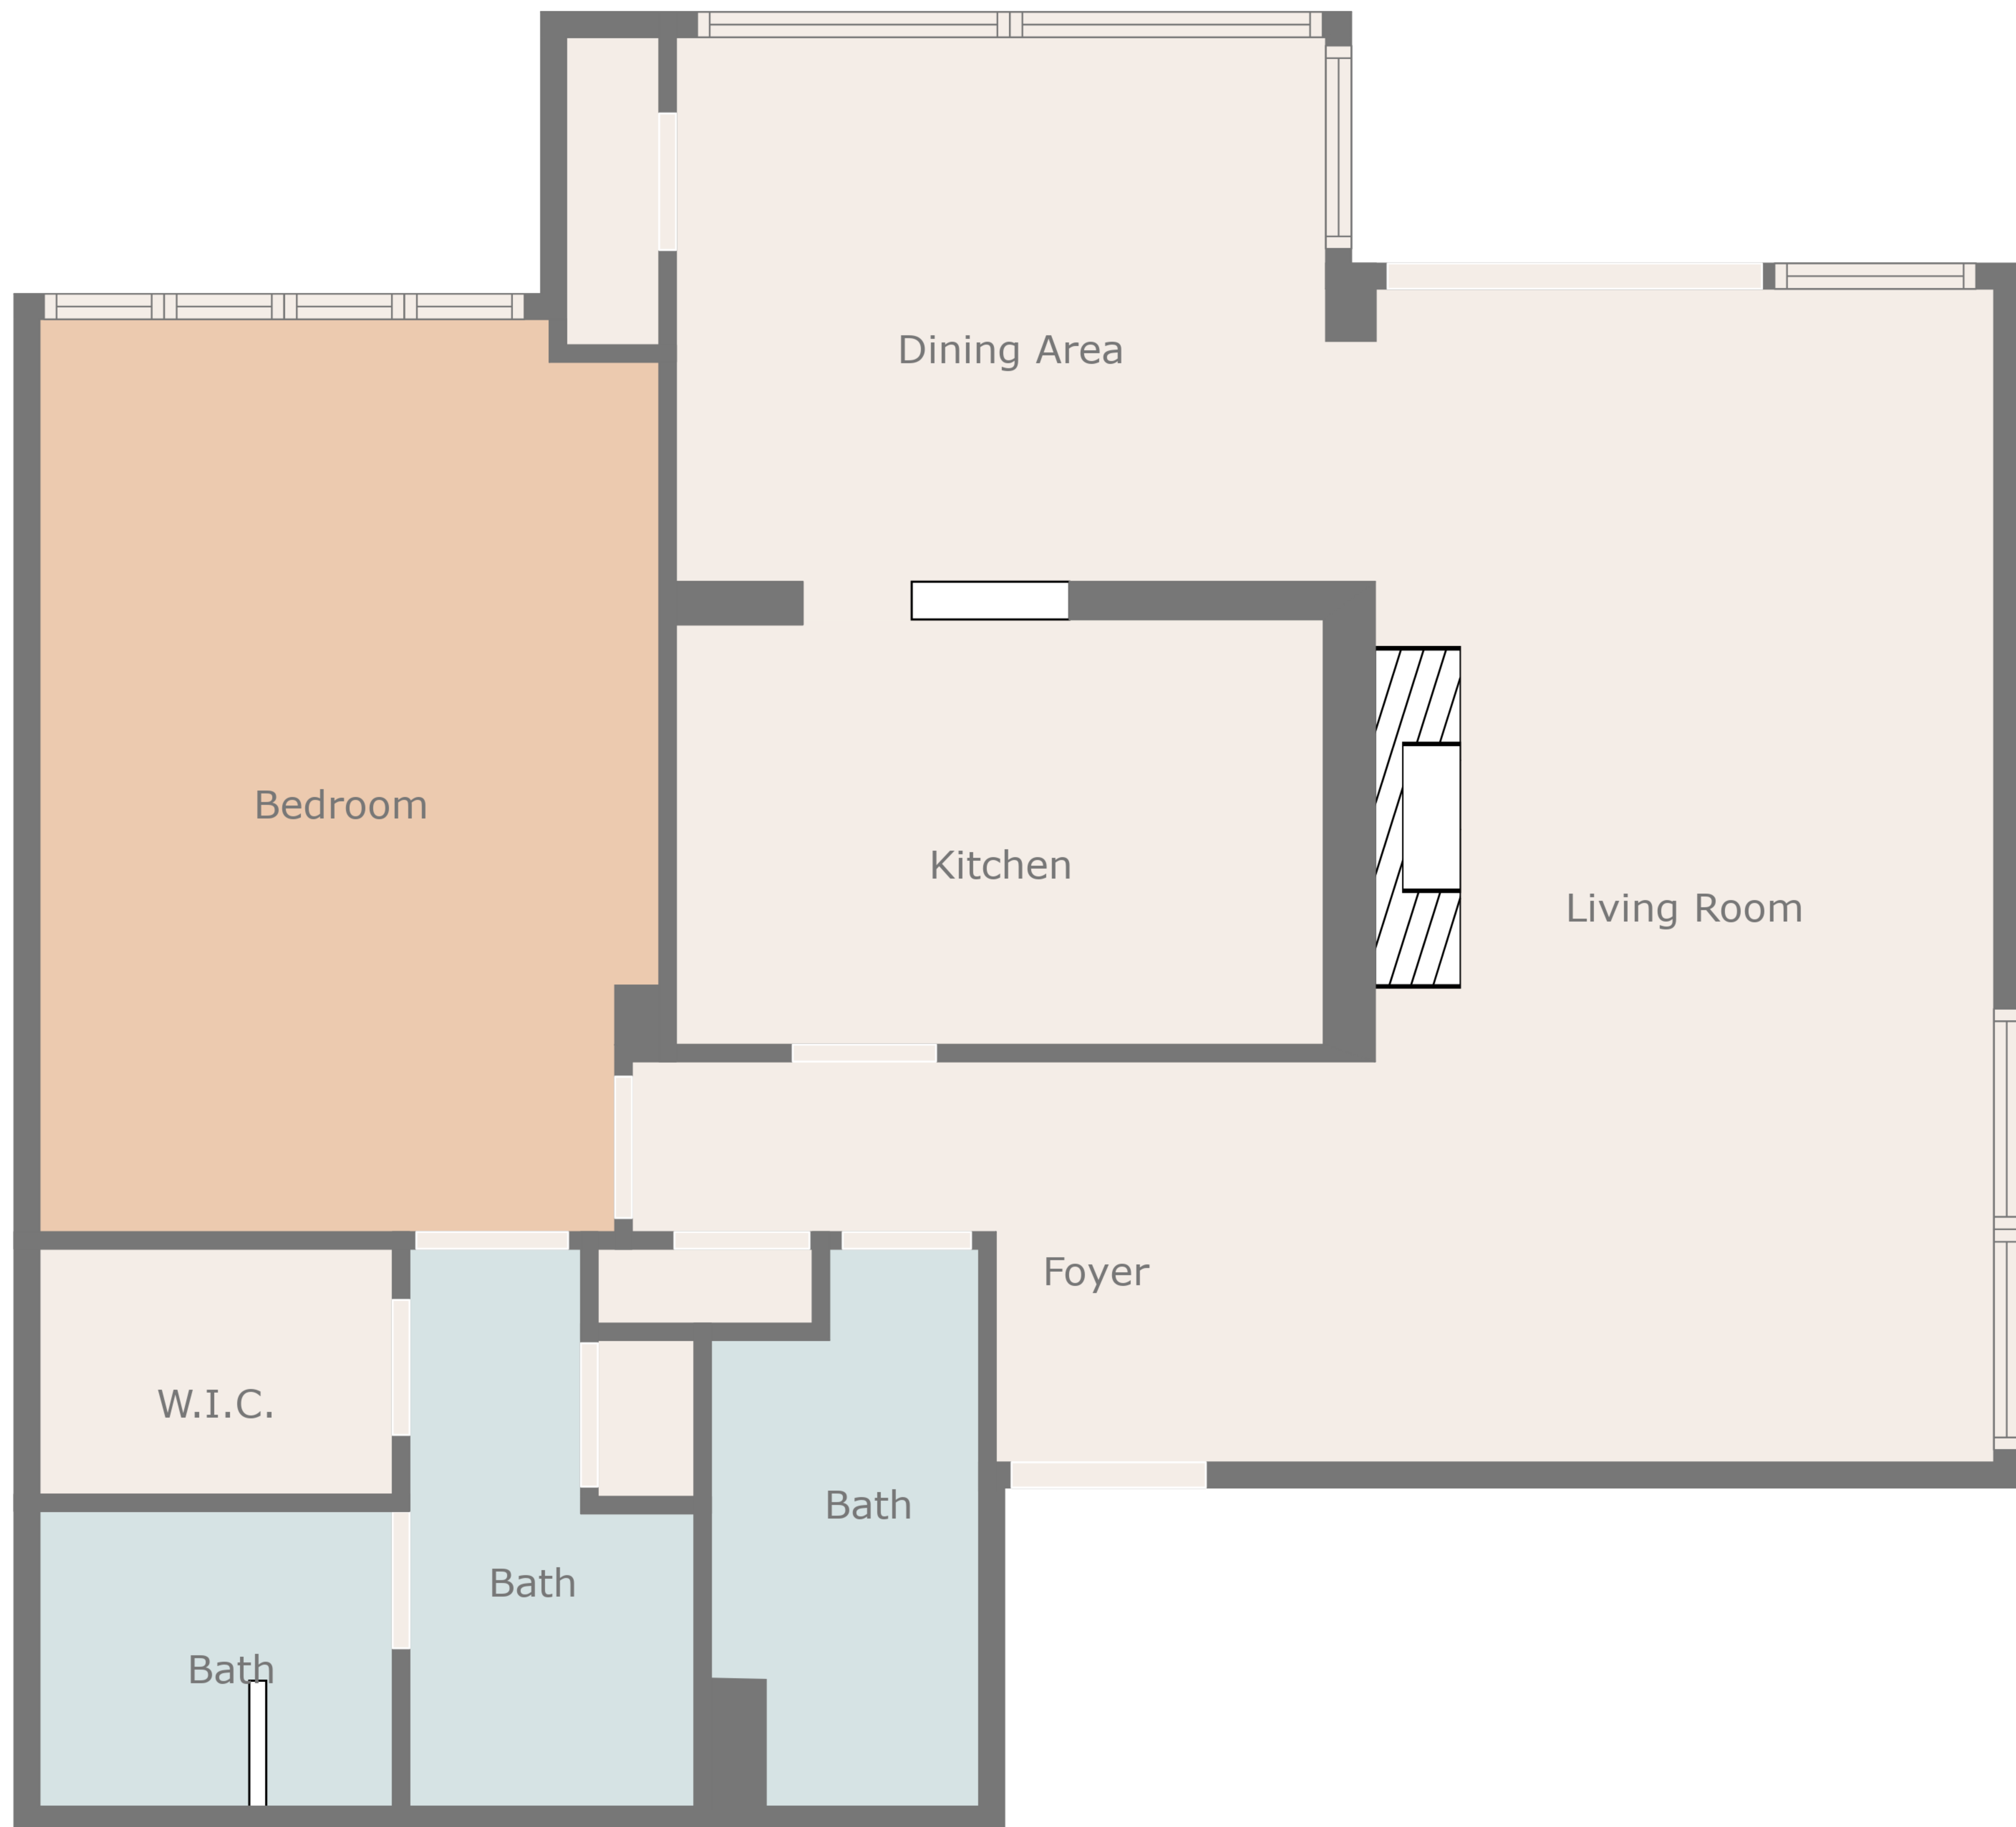 Dining Area
Bedroom
Kitchen
Living Room
Foyer
W.I.C.
Bath
Bath
Bath